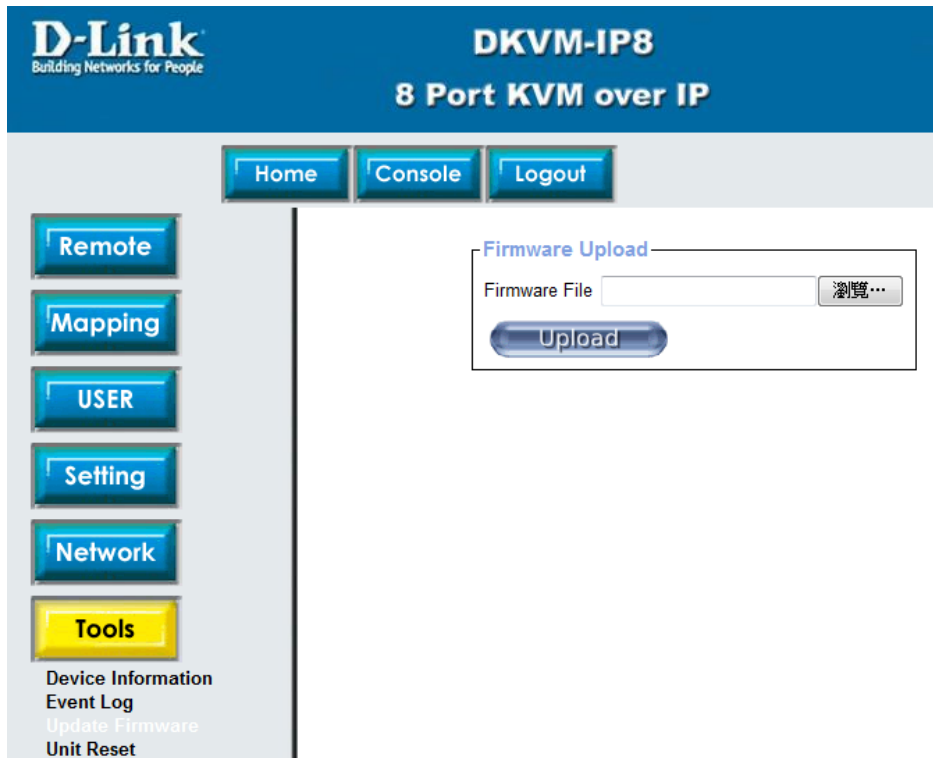 D-Link
Building Networks for People
DKVM-IP8
8 Port KVM over IP
Home
Console
Logout
Remote
Mapping
USER
Setting
Network
Tools
Device Information
Event Log
Update Firmware
Unit Reset
Firmware Upload
Firmware File
瀏覽…
Upload